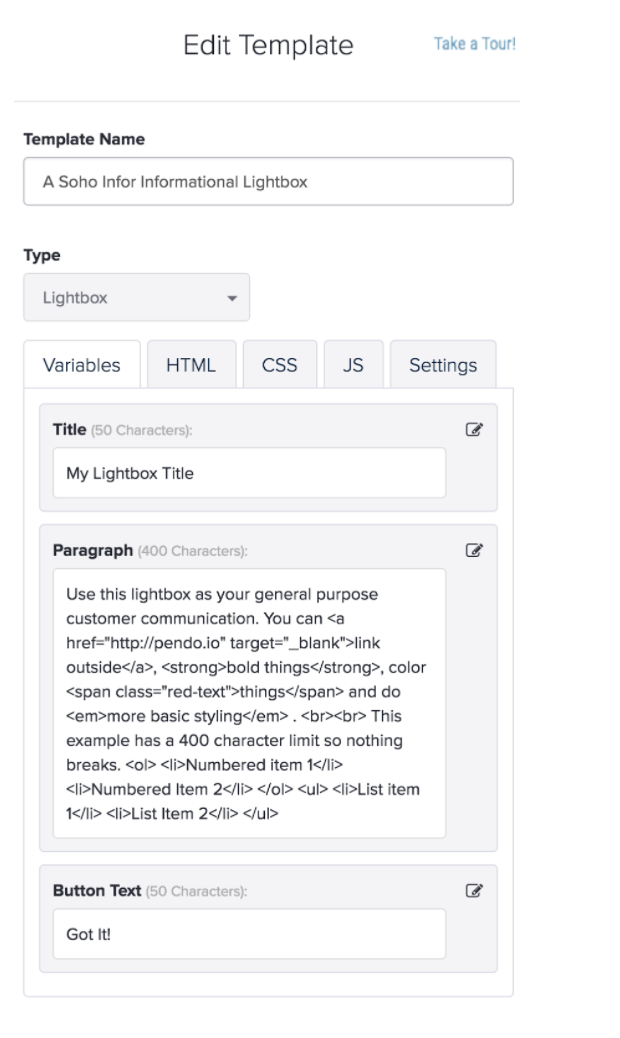 Edit Template
Take a Tour!
Template Name
A Soho Infor Informational Lightbox
Type
Lightbox
Variables HTML CSS JS Settings
Title (50 Characters):
My Lightbox Title
Paragraph (400 Characters):
Use this lightbox as your general purpose
customer communication. You can <a
href="http://pendo.io" target="_blank">link
outside</a>, <strong>bold things</strong>, color
<span class="red-text">things</span> and do
<em>more basic styling</em> . <br><br> This
example has a 400 character limit so nothing
breaks. <ol> <li>Numbered item 1</li>
<li>Numbered Item 2</li> </ol> <ul> <li>List item
1</li> <li>List Item 2</li> </ul>
Button Text (50 Characters):
Got It!